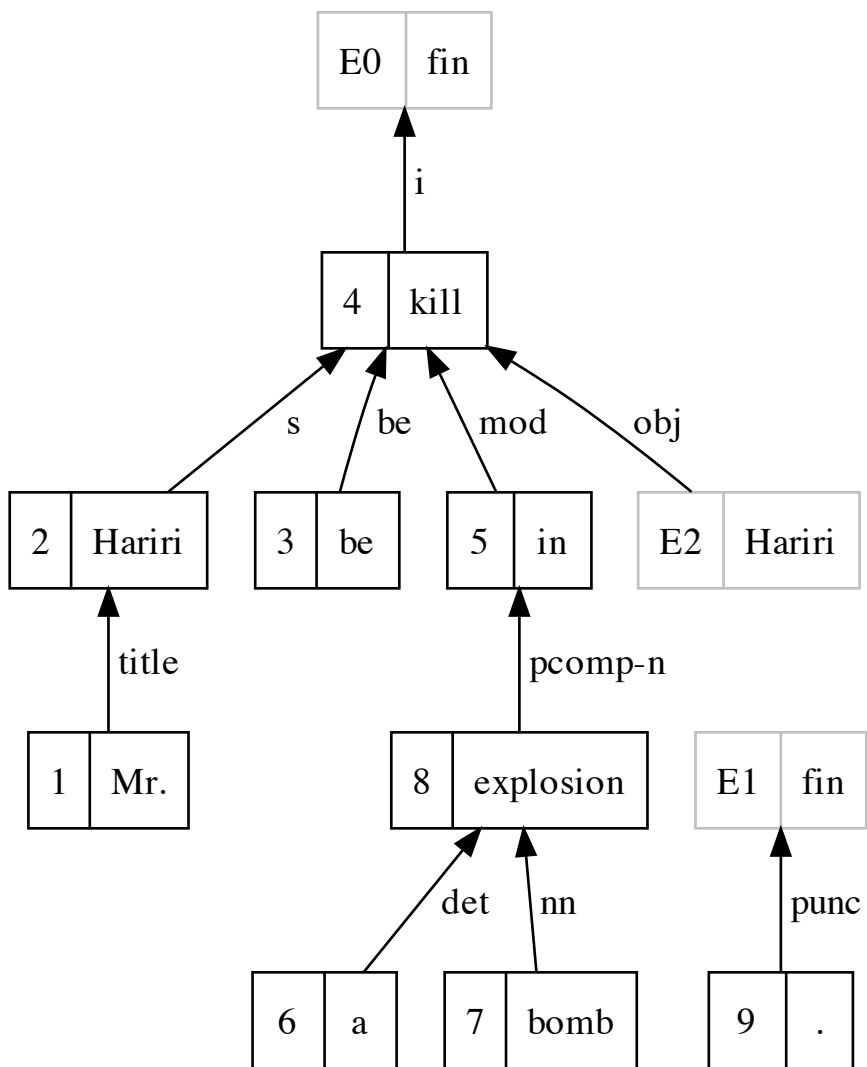 E0 fin
i
4 kill
s be mod obj
2 Hariri 3 be 5 in E2 Hariri
title pcomp-n
1 Mr. 8 explosion E1 fin
det nn punc
6 a 7 bomb 9 .